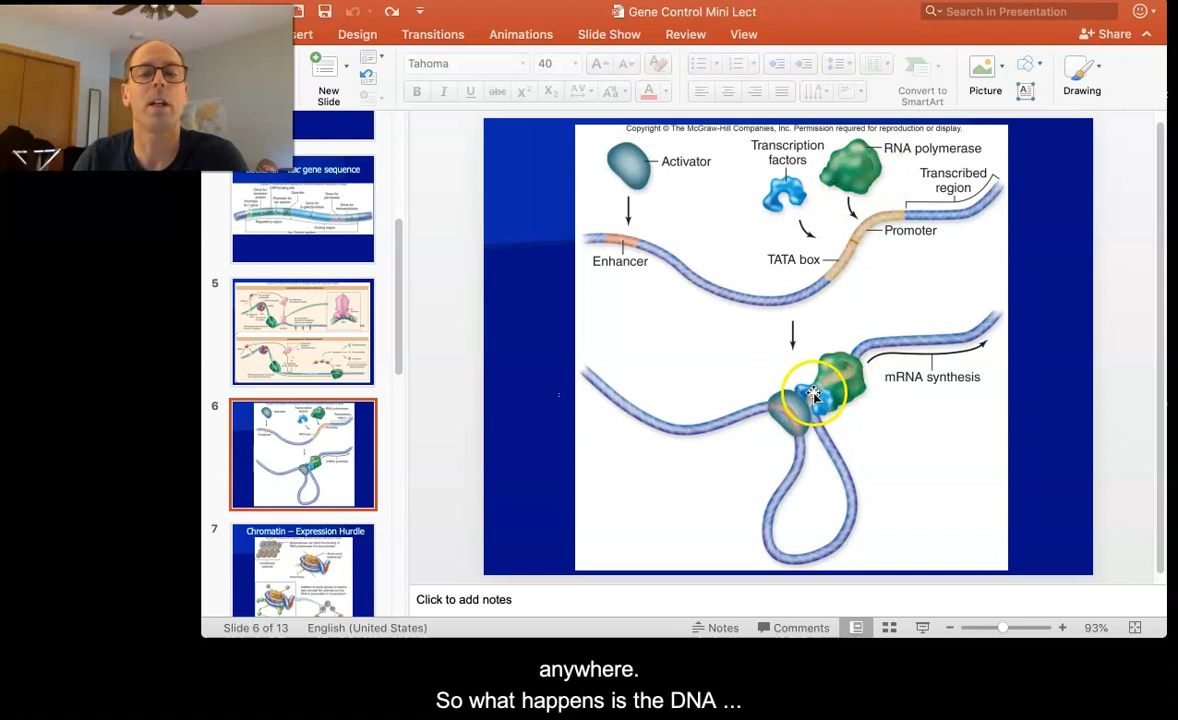 Gene Control Mini Lect
Search in Presentation
Design
Transitions
Animations
Slide Show
Review
View
Share
Tahoma
40
New
Slide
Convert to
SmartArt
Picture
Drawing
gene sequence
5
6
7
Chromatin – Expression Hurdle
Copyright © The McGraw-Hill Companies, Inc. Permission required for reproduction or display.
Activator
Transcription
factors
RNA polymerase
Transcribed
region
Promoter
TATA box
Enhancer
mRNA synthesis
Click to add notes
Slide 6 of 13
English (United States)
Notes
Comments
93%
anywhere.
So what happens is the DNA ...